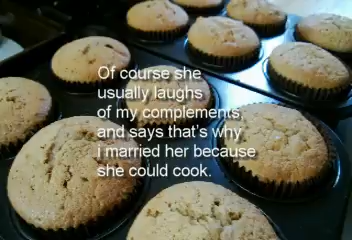 Of course she
usually laughs
of my complements,
and says that's why
i married her because
she could cook.